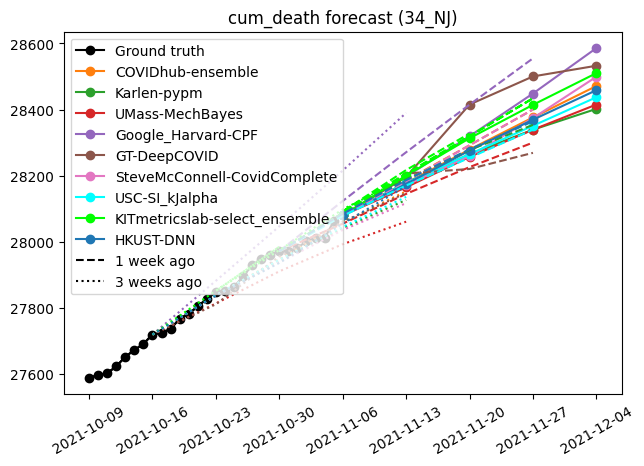 cum_death forecast (34_NJ)
28600
28400
28200
28000
27800
27600
Ground truth
COVIDhub-ensemble
Karlen-pypm
UMass-MechBayes
Google_Harvard-CPF
GT-DeepCOVID
SteveMcConnell-CovidComplete
USC-SI_kJalpha
KITmetricslab-select_ensemble
HKUST-DNN
1 week ago
3 weeks ago
2021-10-09
2021-10-16
2021-10-23
2021-10-30
2021-11-06
2021-11-13
2021-11-20
2021-11-27
2021-12-04